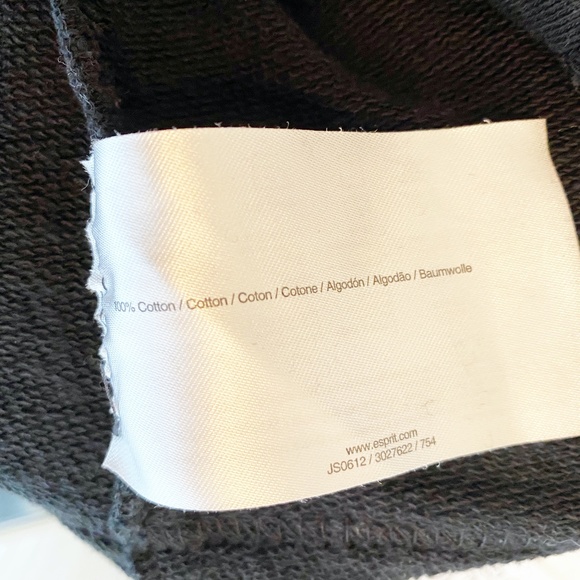 100% Cotton / Cotton / Coton / Cotone / Algodón / Algodão / Baumwolle
www.esprit.com
JS0612 / 3027622 / 754